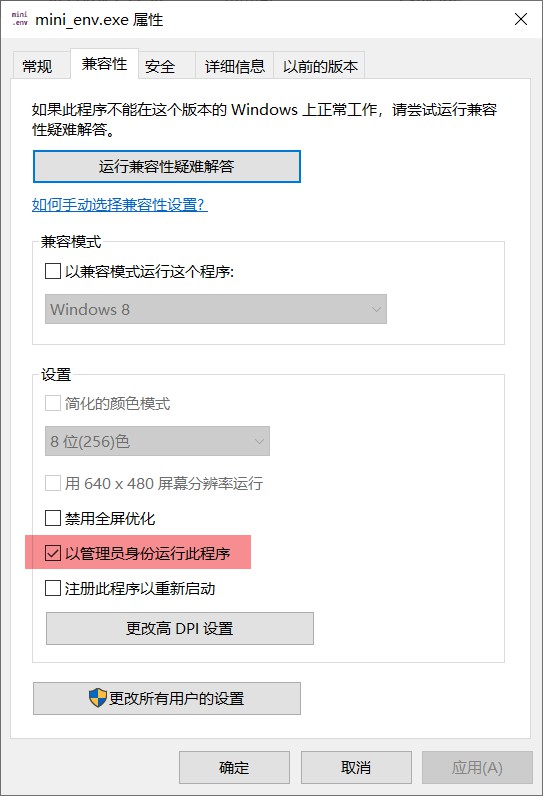 mini
.env
mini_env.exe 属性
常规
兼容性
安全
详细信息
以前的版本
如果此程序不能在这个版本的 Windows 上正常工作，请尝试运行兼容
性疑难解答。
运行兼容性疑难解答
如何手动选择兼容性设置?
兼容模式
以兼容模式运行这个程序:
Windows 8
设置
简化的颜色模式
8 位(256)色
用 640 x 480 屏幕分辨率运行
禁用全屏优化
以管理员身份运行此程序
注册此程序以重新启动
更改高 DPI 设置
更改所有用户的设置
确定
取消
应用(A)